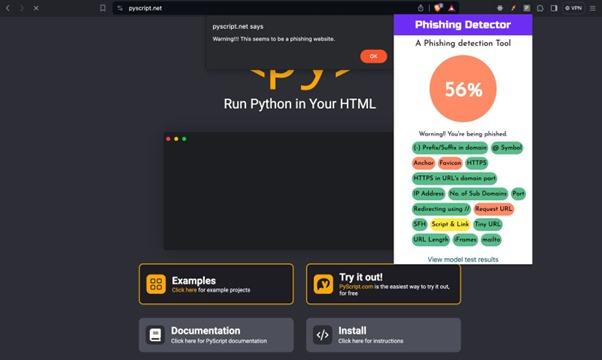 pyscript.net
VPN
pyscript.net says
Warning!!! This seems to be a phishing website.
OK
<py>
Run Python in Your HTML
Examples
Click here for example projects
Try it out!
PyScript.com is the easiest way to try it out, for free
Documentation
Click here for PyScript documentation
Install
Click here for instructions
Phishing Detector
A Phishing detection Tool
56%
Warning!! You're being phished.
(-) Prefix/Suffix in domain @ Symbol
Anchor Favicon HTTPS
HTTPS in URL's domain part
IP Address No. of Sub Domains Port
Redirecting using // Request URL
SFH Script & Link Tiny URL
URL Length iFrames mailto
View model test results